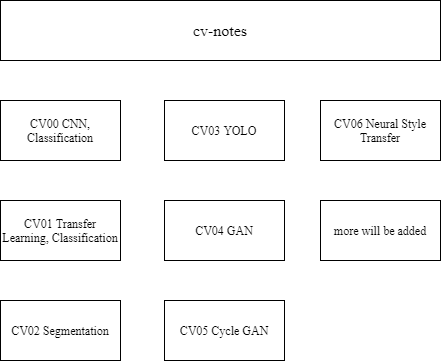 cv-notes
CV00 CNN,
Classification
CV03 YOLO
CV06 Neural Style
Transfer
CV01 Transfer
Learning, Classification
CV04 GAN
more will be added
CV02 Segmentation
CV05 Cycle GAN